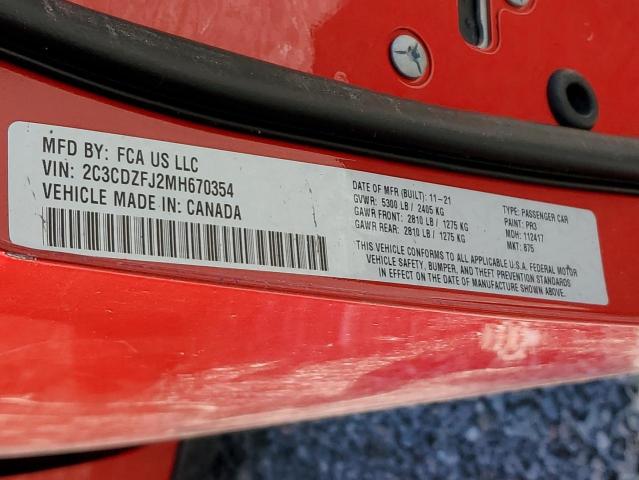 MFD BY: FCA US LLC
VIN: 2C3CDZFJ2MH670354
VEHICLE MADE IN: CANADA
DATE OF MFR (BUILT): 11-21
GVWR: 5300 LB / 2405 KG
GAWR FRONT: 2810 LB / 1275 KG
GAWR REAR: 2810 LB / 1275 KG
TYPE: PASSENGER CAR
PAINT: PR3
MDH: 112417
MKT: 875
THIS VEHICLE CONFORMS TO ALL APPLICABLE U.S.A. FEDERAL MOTOR
VEHICLE SAFETY, BUMPER, AND THEFT PREVENTION STANDARDS
IN EFFECT ON THE DATE OF MANUFACTURE SHOWN ABOVE.